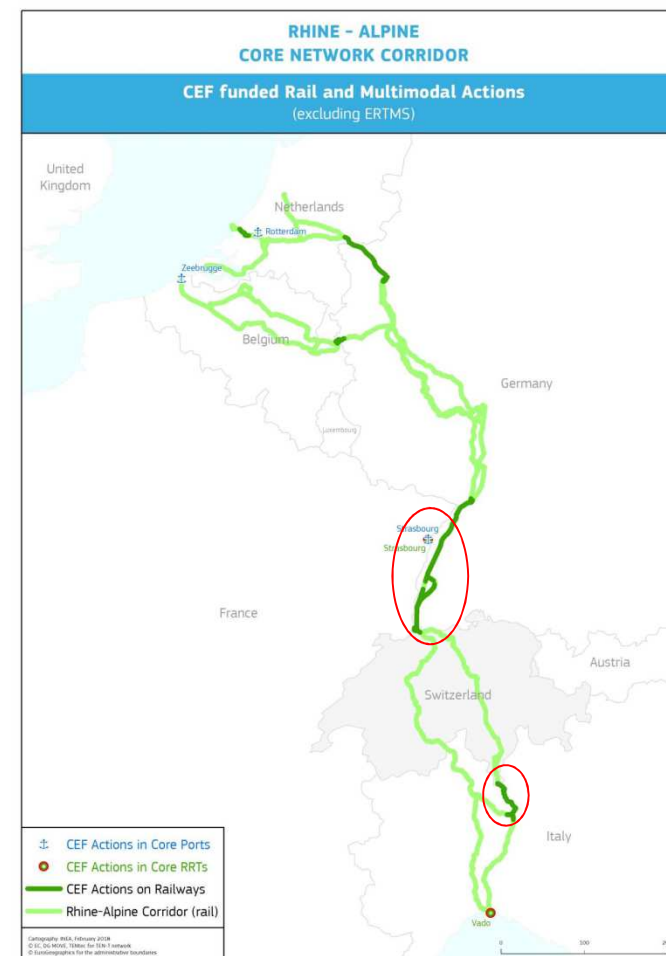 RHINE - ALPINE
CORE NETWORK CORRIDOR
CEF funded Rail and Multimodal Actions
(excluding ERTMS)
United
Kingdom
Netherlands
Rotterdam
Zeebrugge
Belgium
Germany
Luxembourg
Strasbourg
Strasbourg
France
Austria
Switzerland
Italy
Vado
CEF Actions in Core Ports
CEF Actions in Core RRTs
CEF Actions on Railways
Rhine-Alpine Corridor (rail)
Cartography: INEA, February 2018
© EC, DG MOVE, TENtec for TEN-T network
© EuroGeographics for the administrative boundaries
0 100